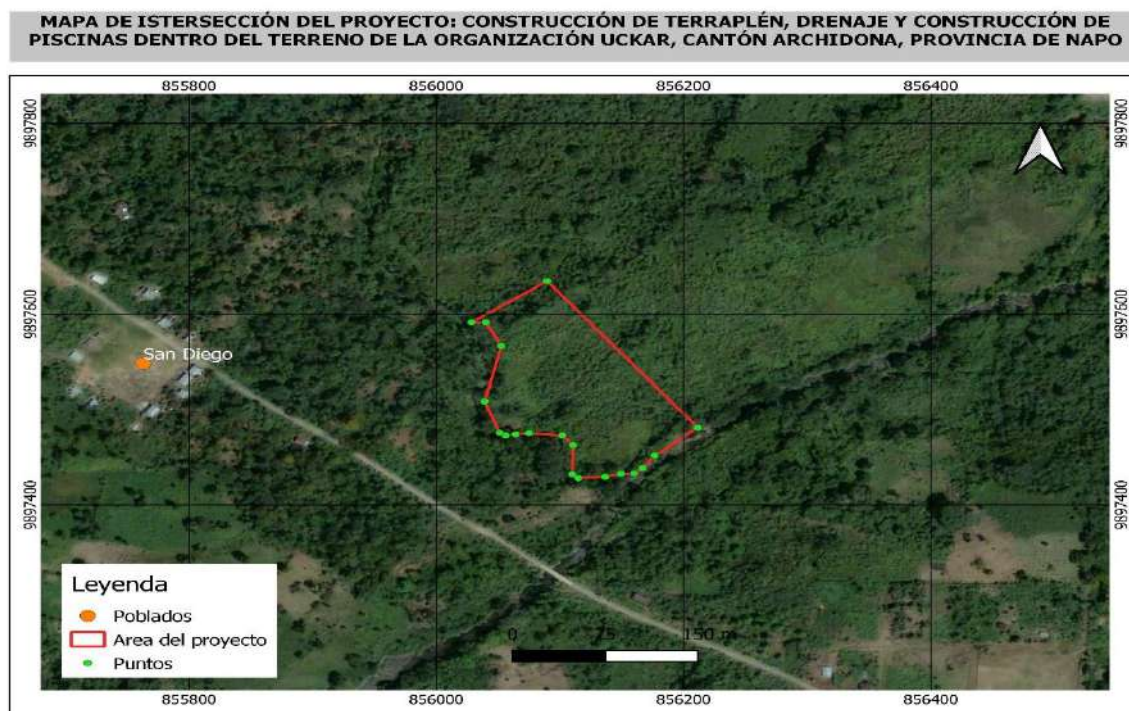 MAPA DE ISTERSECCIÓN DEL PROYECTO: CONSTRUCCIÓN DE TERRAPLÉN, DRENAJE Y CONSTRUCCIÓN DE
PISCINAS DENTRO DEL TERRENO DE LA ORGANIZACIÓN UCKAR, CANTÓN ARCHIDONA, PROVINCIA DE NAPO
855800 856000 856200 856400
9897800 9897800
9897600 9897600
San Diego
9897400 9897400
Leyenda
Poblados
Area del proyecto
Puntos
0 75 150 m
855800 856000 856200 856400